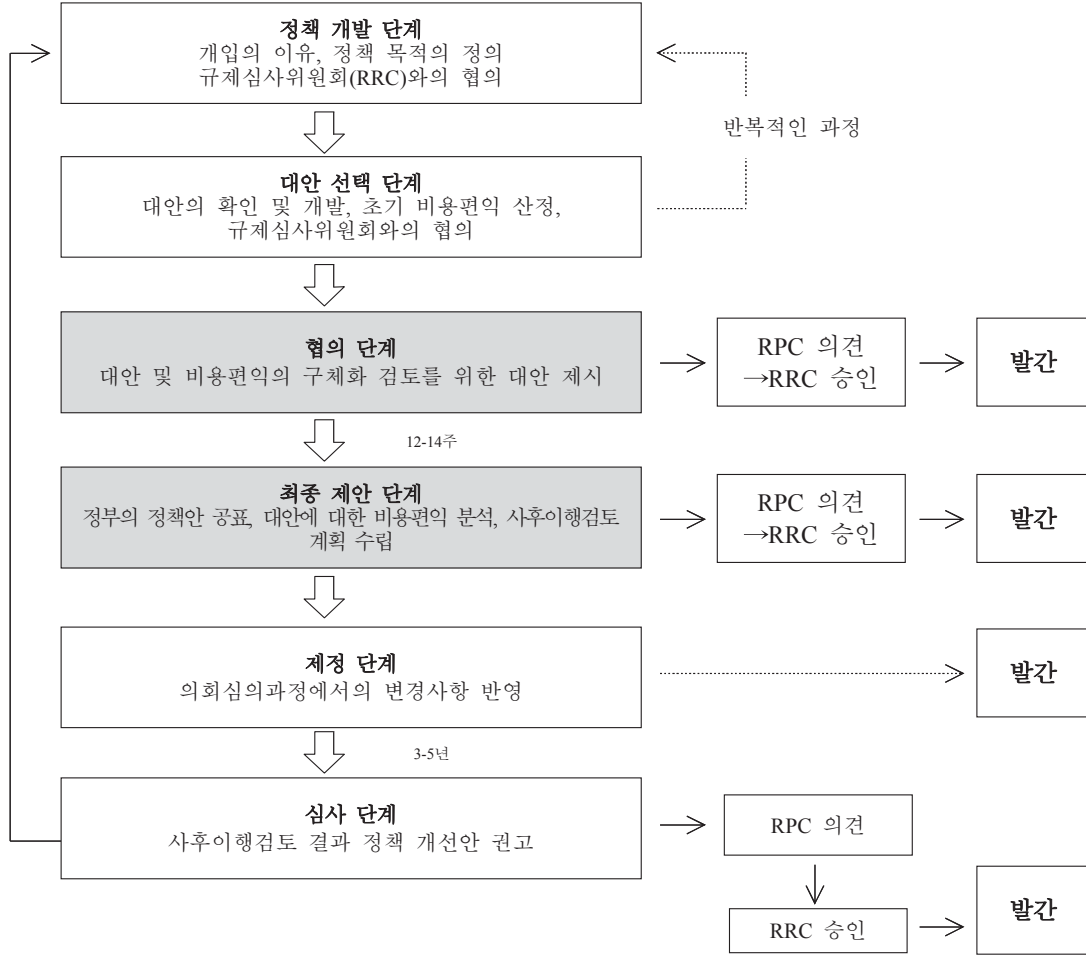 정책 개발 단계
개입의 이유, 정책 목적의 정의
규제심사위원회(RRC)와의 협의
반복적인 과정
대안 선택 단계
대안의 확인 및 개발, 초기 비용편익 산정,
규제심사위원회와의 협의
협의 단계
대안 및 비용편익의 구체화 검토를 위한 대안 제시
RPC 의견
→RRC 승인
발간
12-14주
최종 제안 단계
정부의 정책안 공표, 대안에 대한 비용편익 분석, 사후이행검토
계획 수립
RPC 의견
→RRC 승인
발간
제정 단계
의회심의과정에서의 변경사항 반영
발간
3-5년
심사 단계
사후이행검토 결과 정책 개선안 권고
RPC 의견
RRC 승인
발간